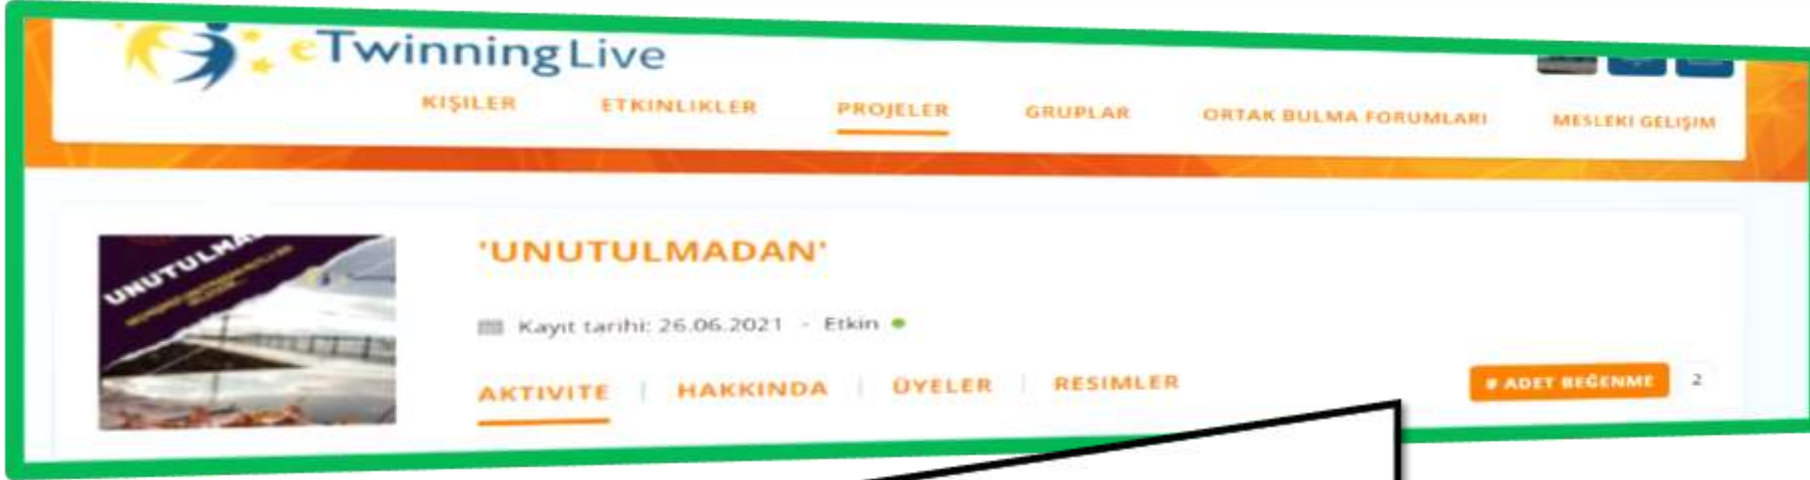 eTwinning Live
KIŞILER ETKINLIKLER PROJELER GRUPLAR ORTAK BULMA FORUMLARI MESLEKI GELIŞIM
'UNUTULMADAN'
Kayıt tarihi: 26.06.2021 - Etkin
AKTIVITE | HAKKINDA | ÜYELER | RESIMLER
# ADET BEĞENME 2